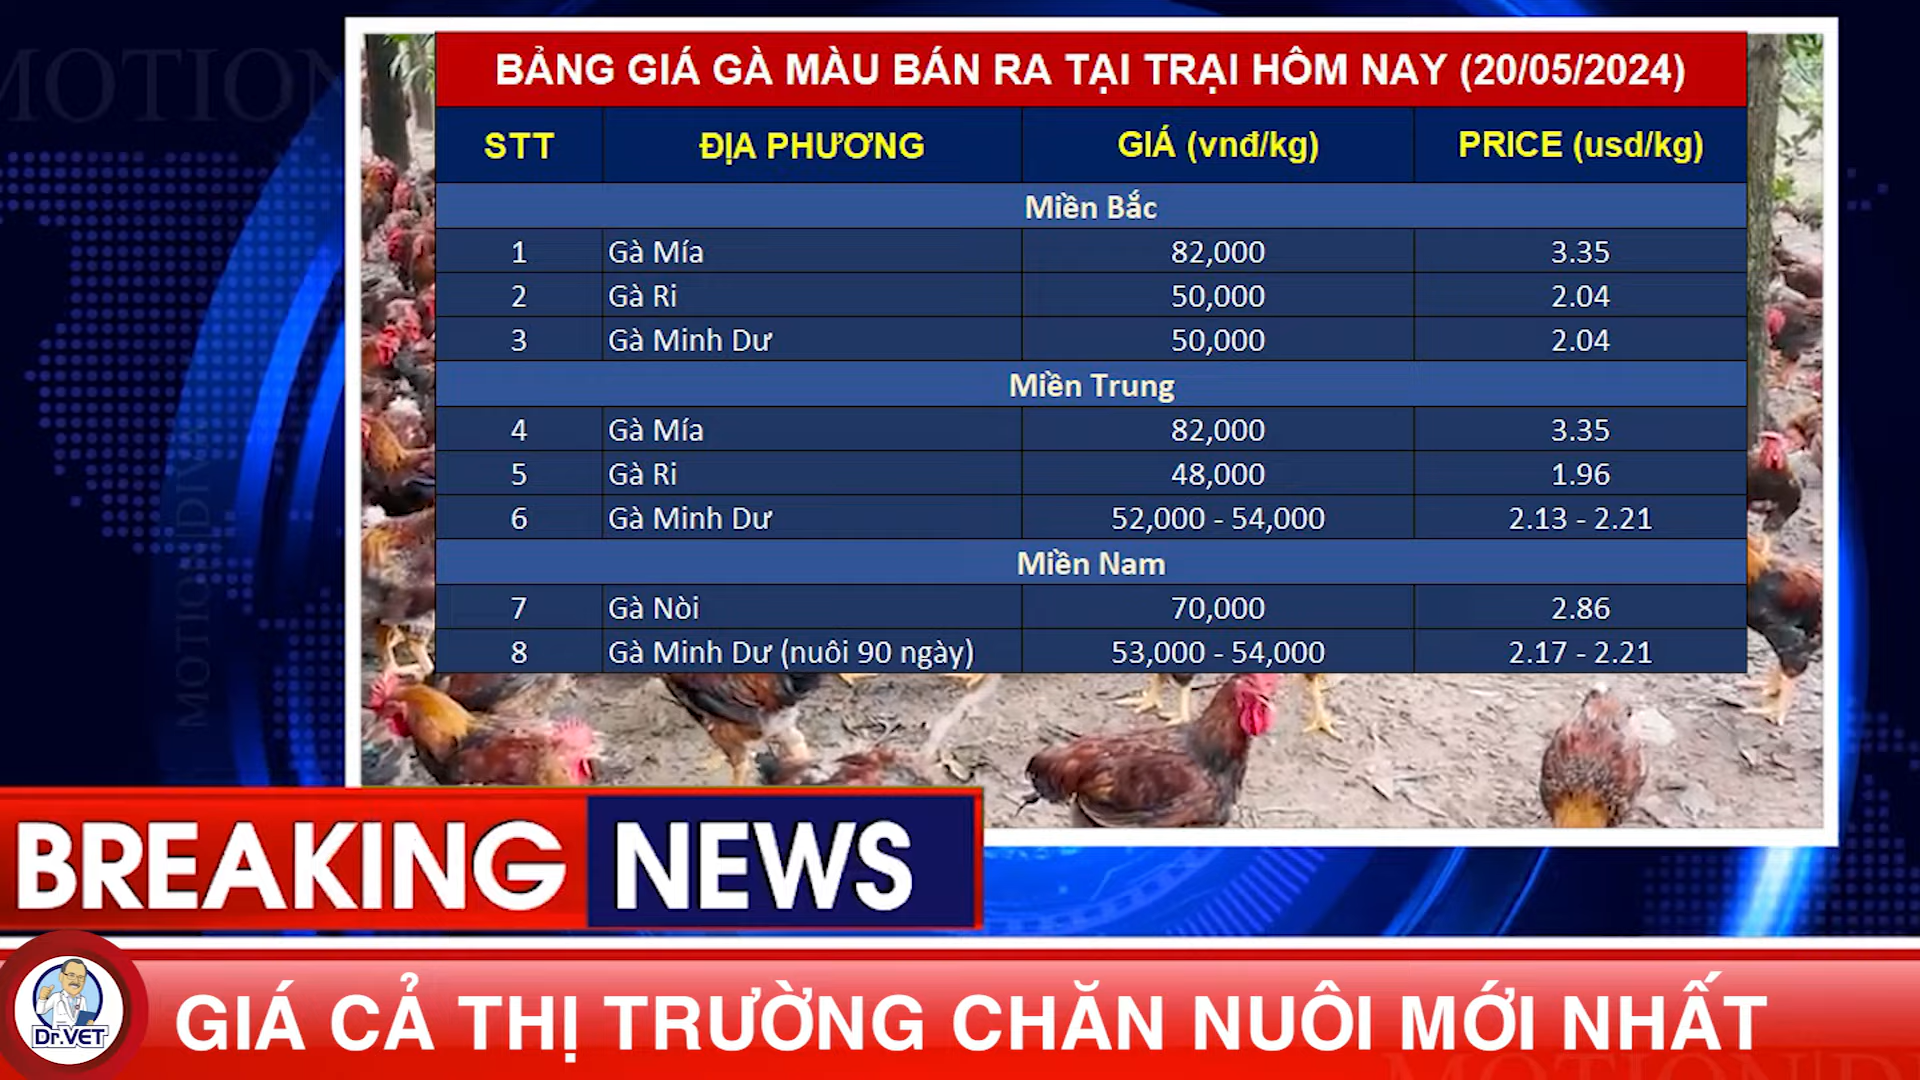 BẢNG GIÁ GÀ MÀU BÁN RA TẠI TRẠI HÔM NAY (20/05/2024)
STT ĐỊA PHƯƠNG GIÁ (vnđ/kg) PRICE (usd/kg)
Miền Bắc
1 Gà Mía 82,000 3.35
2 Gà Ri 50,000 2.04
3 Gà Minh Dư 50,000 2.04
Miền Trung
4 Gà Mía 82,000 3.35
5 Gà Ri 48,000 1.96
6 Gà Minh Dư 52,000 - 54,000 2.13 - 2.21
Miền Nam
7 Gà Nòi 70,000 2.86
8 Gà Minh Dư (nuôi 90 ngày) 53,000 - 54,000 2.17 - 2.21
BREAKING NEWS
Dr.VET
GIÁ CẢ THỊ TRƯỜNG CHĂN NUÔI MỚI NHẤT
MOTION